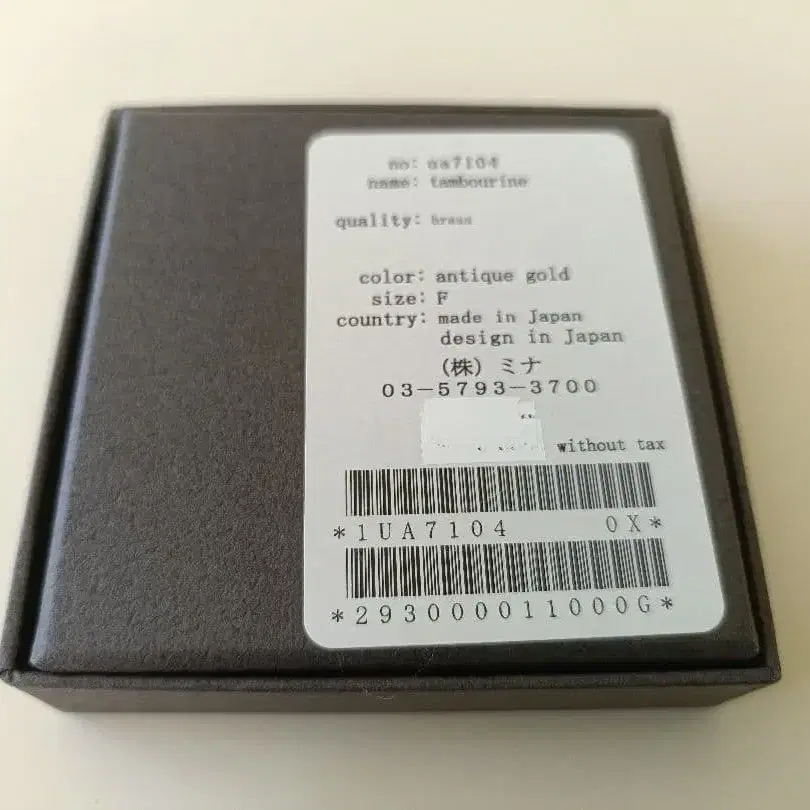 no: ua7104
name: tambourine
quality: brass
color: antique gold
size: F
country: made in Japan
design in Japan
(株) ミナ
03-5793-3700
without tax
*1UA7104 0X*
*293000011000G*